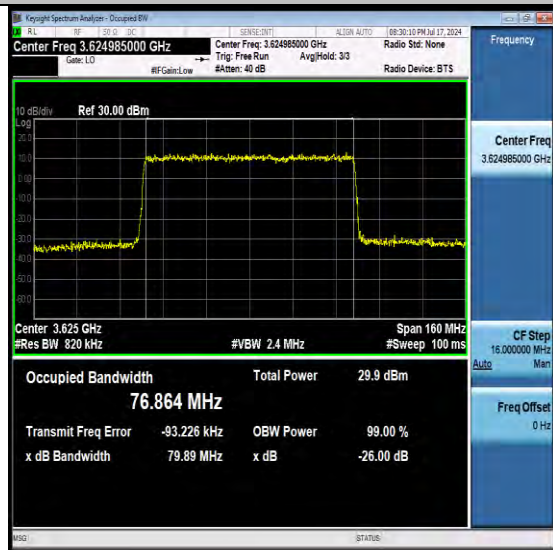 Keysight Spectrum Analyzer - Occupied BW
RL RF 50 Ω DC SENSE:INT ALIGN AUTO 08:30:10 PM Jul 17, 2024
Center Freq 3.624985000 GHz Center Freq: 3.624985000 GHz Radio Std: None Frequency
Gate: LO Trig: Free Run Avg|Hold: 3/3
#IFGain:Low #Atten: 40 dB Radio Device: BTS
10 dB/div Ref 30.00 dBm
Log
20.0
10.0
0.00
-10.0
-20.0
-30.0
-40.0
-50.0
-60.0
Center Freq
3.624985000 GHz
Center 3.625 GHz Span 160 MHz
#Res BW 820 kHz #VBW 2.4 MHz #Sweep 100 ms
CF Step
16.000000 MHz
Auto Man
Occupied Bandwidth Total Power 29.9 dBm
76.864 MHz
Freq Offset
0 Hz
Transmit Freq Error -93.226 kHz OBW Power 99.00 %
x dB Bandwidth 79.89 MHz x dB -26.00 dB
MSG STATUS